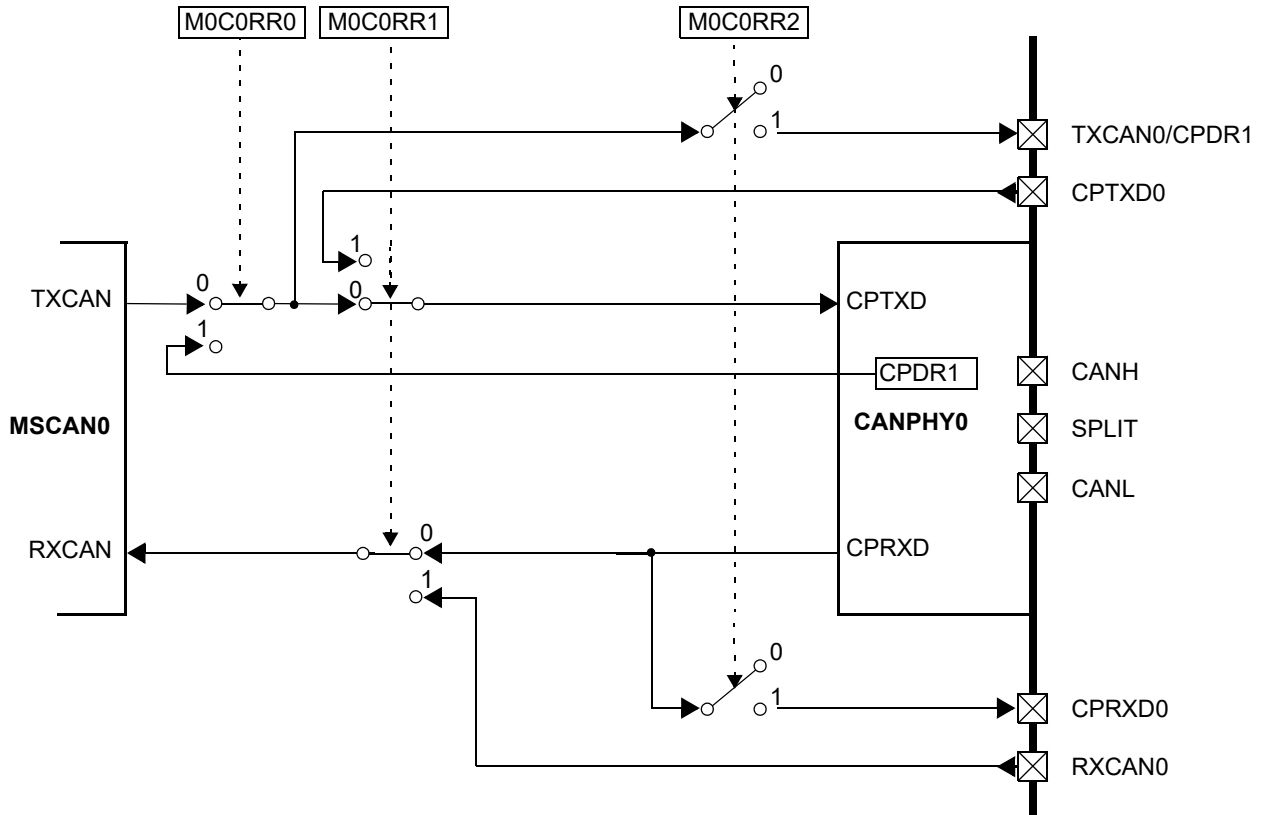 M0C0RR0 M0C0RR1 M0C0RR2
0
1
TXCAN0/CPDR1
CPTXD0
1
0 0
TXCAN CPTXD
1
CPDR1 CANH
MSCAN0 CANPHY0 SPLIT
CANL
0
RXCAN CPRXD
1
0
1
CPRXD0
RXCAN0